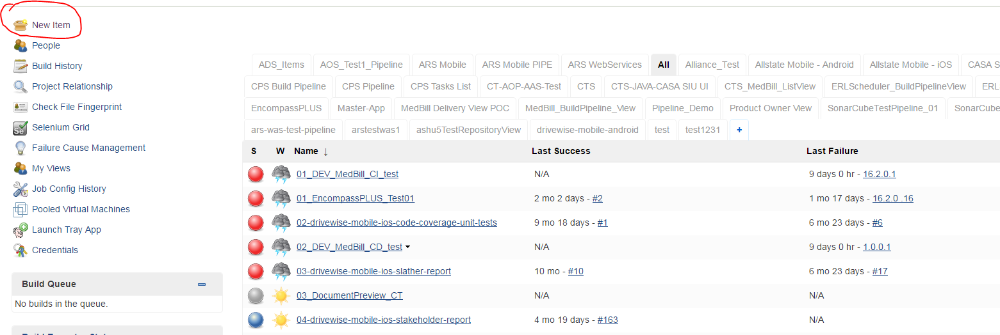 New Item
People
Build History
Project Relationship
Check File Fingerprint
Se
Selenium Grid
Failure Cause Management
My Views
Job Config History
Pooled Virtual Machines
Launch Tray App
Credentials
Build Queue
No builds in the queue.
ADS_Items AOS_Test1_Pipeline ARS Mobile ARS Mobile PIPE ARS WebServices All Alliance_Test Allstate Mobile - Android Allstate Mobile - iOS CASA S
CPS Build Pipeline CPS Pipeline CPS Tasks List CT-AOP-AAS-Test CTS CTS-JAVA-CASA SIU UI CTS_MedBill_ListView ERLScheduler_BuildPipelineView ERL
EncompassPLUS Master-App MedBill Delivery View POC MedBill_BuildPipeline_View Pipeline_Demo Product Owner View SonarCubeTestPipeline_01 SonarCube
ars-was-test-pipeline arstestwas1 ashu5TestRepositoryView drivewise-mobile-android test test1231 +
S W Name ↓ Last Success Last Failure
01_DEV_MedBill_CI_test N/A 9 days 0 hr - 16.2.0.1
01_EncompassPLUS_Test01 2 mo 2 days - #2 1 mo 17 days - 16.2.0 .16
02-drivewise-mobile-ios-code-coverage-unit-tests 9 mo 18 days - #1 6 mo 23 days - #6
02_DEV_MedBill_CD_test N/A 9 days 0 hr - 1.0.0.1
03-drivewise-mobile-ios-slather-report 10 mo - #10 6 mo 23 days - #17
03_DocumentPreview_CT N/A N/A
04-drivewise-mobile-ios-stakeholder-report 4 mo 19 days - #163 N/A